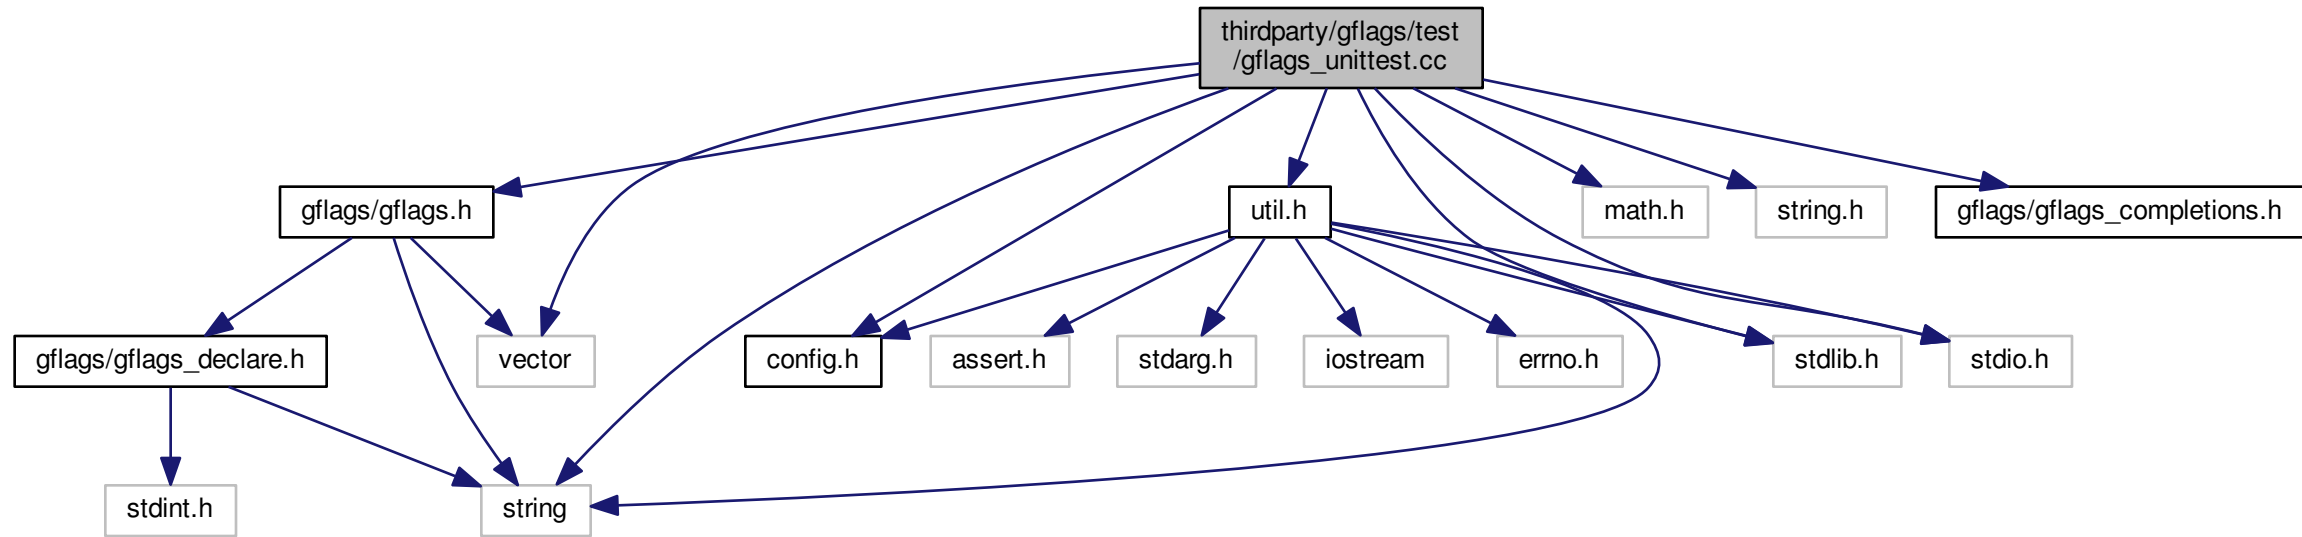 thirdparty/gflags/test
/gflags_unittest.cc
gflags/gflags.h
util.h
math.h
string.h
gflags/gflags_completions.h
gflags/gflags_declare.h
vector
config.h
assert.h
stdarg.h
iostream
errno.h
stdlib.h
stdio.h
stdint.h
string